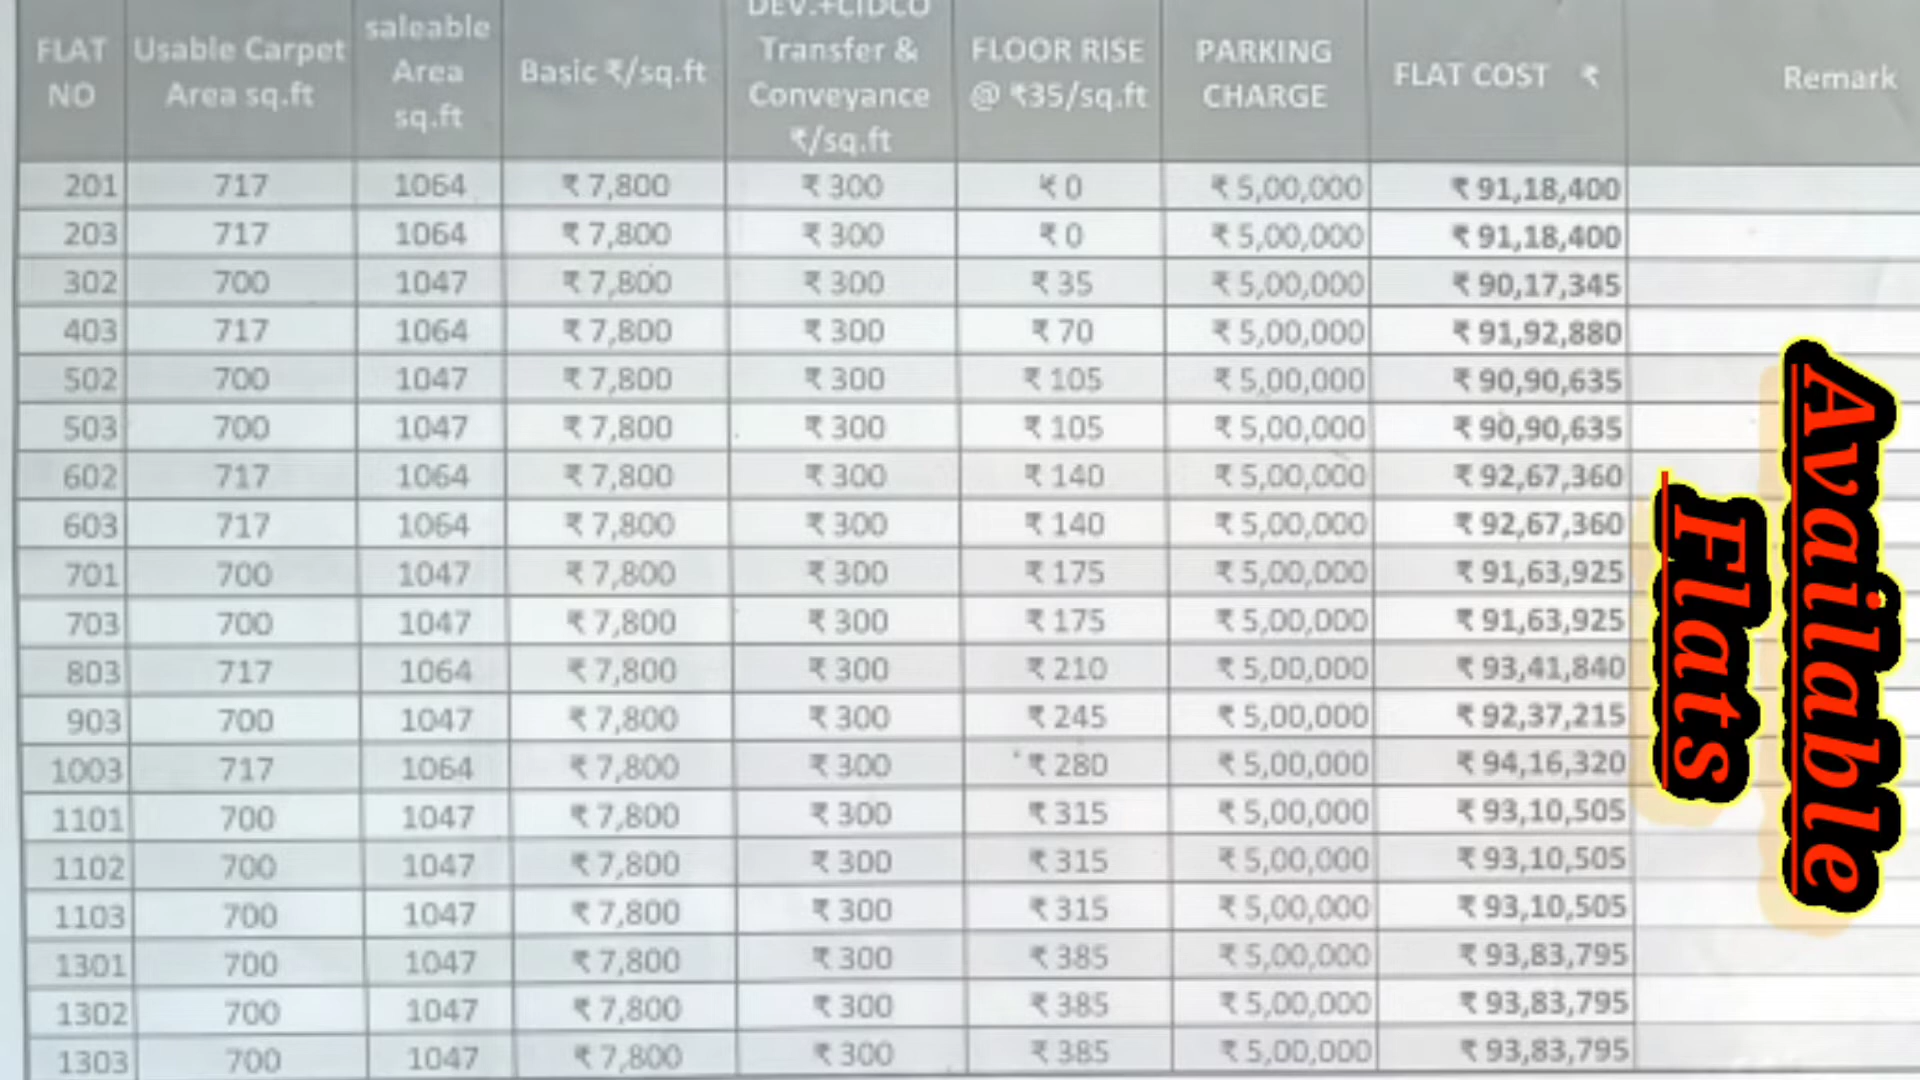 FLAT NO | Usable Carpet Area sq.ft | saleable Area sq.ft | Basic ₹/sq.ft | DEV.+CIDCO Transfer & Conveyance ₹/sq.ft | FLOOR RISE @ ₹35/sq.ft | PARKING CHARGE | FLAT COST ₹ | Remark
201 717 1064 ₹ 7,800 ₹ 300 ₹ 0 ₹ 5,00,000 ₹ 91,18,400
203 717 1064 ₹ 7,800 ₹ 300 ₹ 0 ₹ 5,00,000 ₹ 91,18,400
302 700 1047 ₹ 7,800 ₹ 300 ₹ 35 ₹ 5,00,000 ₹ 90,17,345
403 717 1064 ₹ 7,800 ₹ 300 ₹ 70 ₹ 5,00,000 ₹ 91,92,880
502 700 1047 ₹ 7,800 ₹ 300 ₹ 105 ₹ 5,00,000 ₹ 90,90,635
503 700 1047 ₹ 7,800 ₹ 300 ₹ 105 ₹ 5,00,000 ₹ 90,90,635
602 717 1064 ₹ 7,800 ₹ 300 ₹ 140 ₹ 5,00,000 ₹ 92,67,360
603 717 1064 ₹ 7,800 ₹ 300 ₹ 140 ₹ 5,00,000 ₹ 92,67,360
701 700 1047 ₹ 7,800 ₹ 300 ₹ 175 ₹ 5,00,000 ₹ 91,63,925
703 700 1047 ₹ 7,800 ₹ 300 ₹ 175 ₹ 5,00,000 ₹ 91,63,925
803 717 1064 ₹ 7,800 ₹ 300 ₹ 210 ₹ 5,00,000 ₹ 93,41,840
903 700 1047 ₹ 7,800 ₹ 300 ₹ 245 ₹ 5,00,000 ₹ 92,37,215
1003 717 1064 ₹ 7,800 ₹ 300 ₹ 280 ₹ 5,00,000 ₹ 94,16,320
1101 700 1047 ₹ 7,800 ₹ 300 ₹ 315 ₹ 5,00,000 ₹ 93,10,505
1102 700 1047 ₹ 7,800 ₹ 300 ₹ 315 ₹ 5,00,000 ₹ 93,10,505
1103 700 1047 ₹ 7,800 ₹ 300 ₹ 315 ₹ 5,00,000 ₹ 93,10,505
1301 700 1047 ₹ 7,800 ₹ 300 ₹ 385 ₹ 5,00,000 ₹ 93,83,795
1302 700 1047 ₹ 7,800 ₹ 300 ₹ 385 ₹ 5,00,000 ₹ 93,83,795
1303 700 1047 ₹ 7,800 ₹ 300 ₹ 385 ₹ 5,00,000 ₹ 93,83,795
Available
Flats